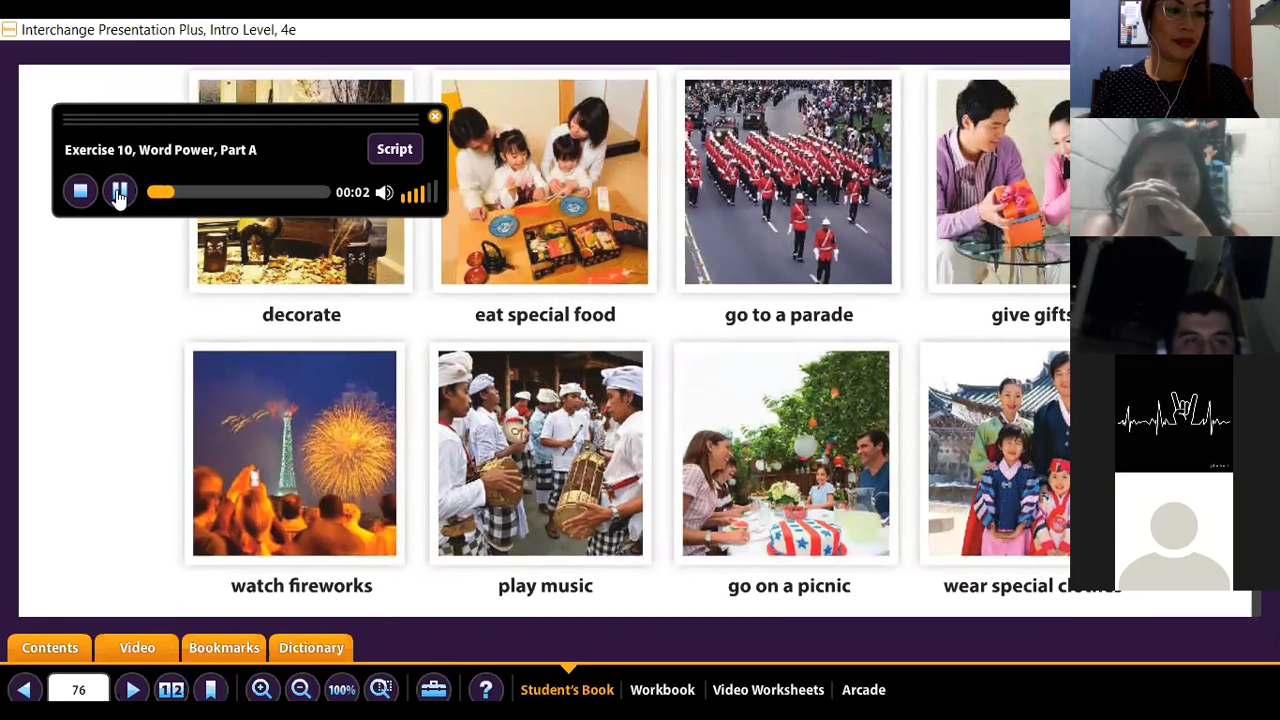 Interchange Presentation Plus, Intro Level, 4e
Exercise 10, Word Power, Part A
Script
00:02
decorate
eat special food
go to a parade
give gifts
watch fireworks
play music
go on a picnic
wear special clothes
Contents
Video
Bookmarks
Dictionary
76
12
100%
?
Student's Book
Workbook
Video Worksheets
Arcade